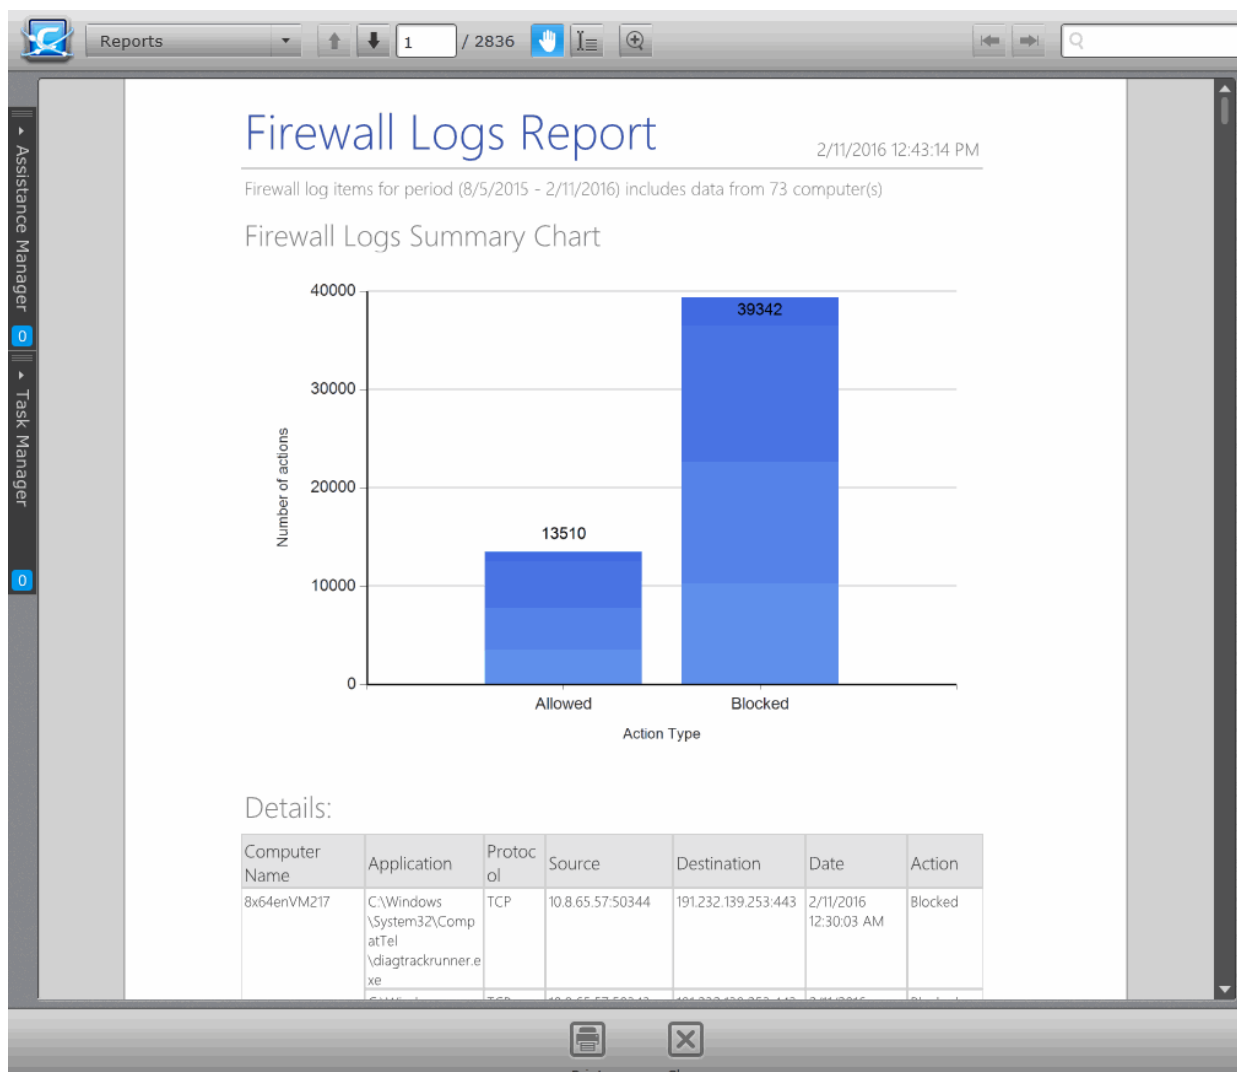 Reports
1
/ 2836
Assistance Manager
0
Task Manager
0
Firewall Logs Report
2/11/2016 12:43:14 PM
Firewall log items for period (8/5/2015 - 2/11/2016) includes data from 73 computer(s)
Firewall Logs Summary Chart
40000
30000
20000
10000
0
Number of actions
13510
39342
Allowed
Blocked
Action Type
Details:
Computer Name
Application
Protoc
ol
Source
Destination
Date
Action
8x64enVM217
C:\Windows
\System32\Comp
atTel
\diagtrackrunner.e
xe
TCP
10.8.65.57:50344
191.232.139.253:443
2/11/2016
12:30:03 AM
Blocked